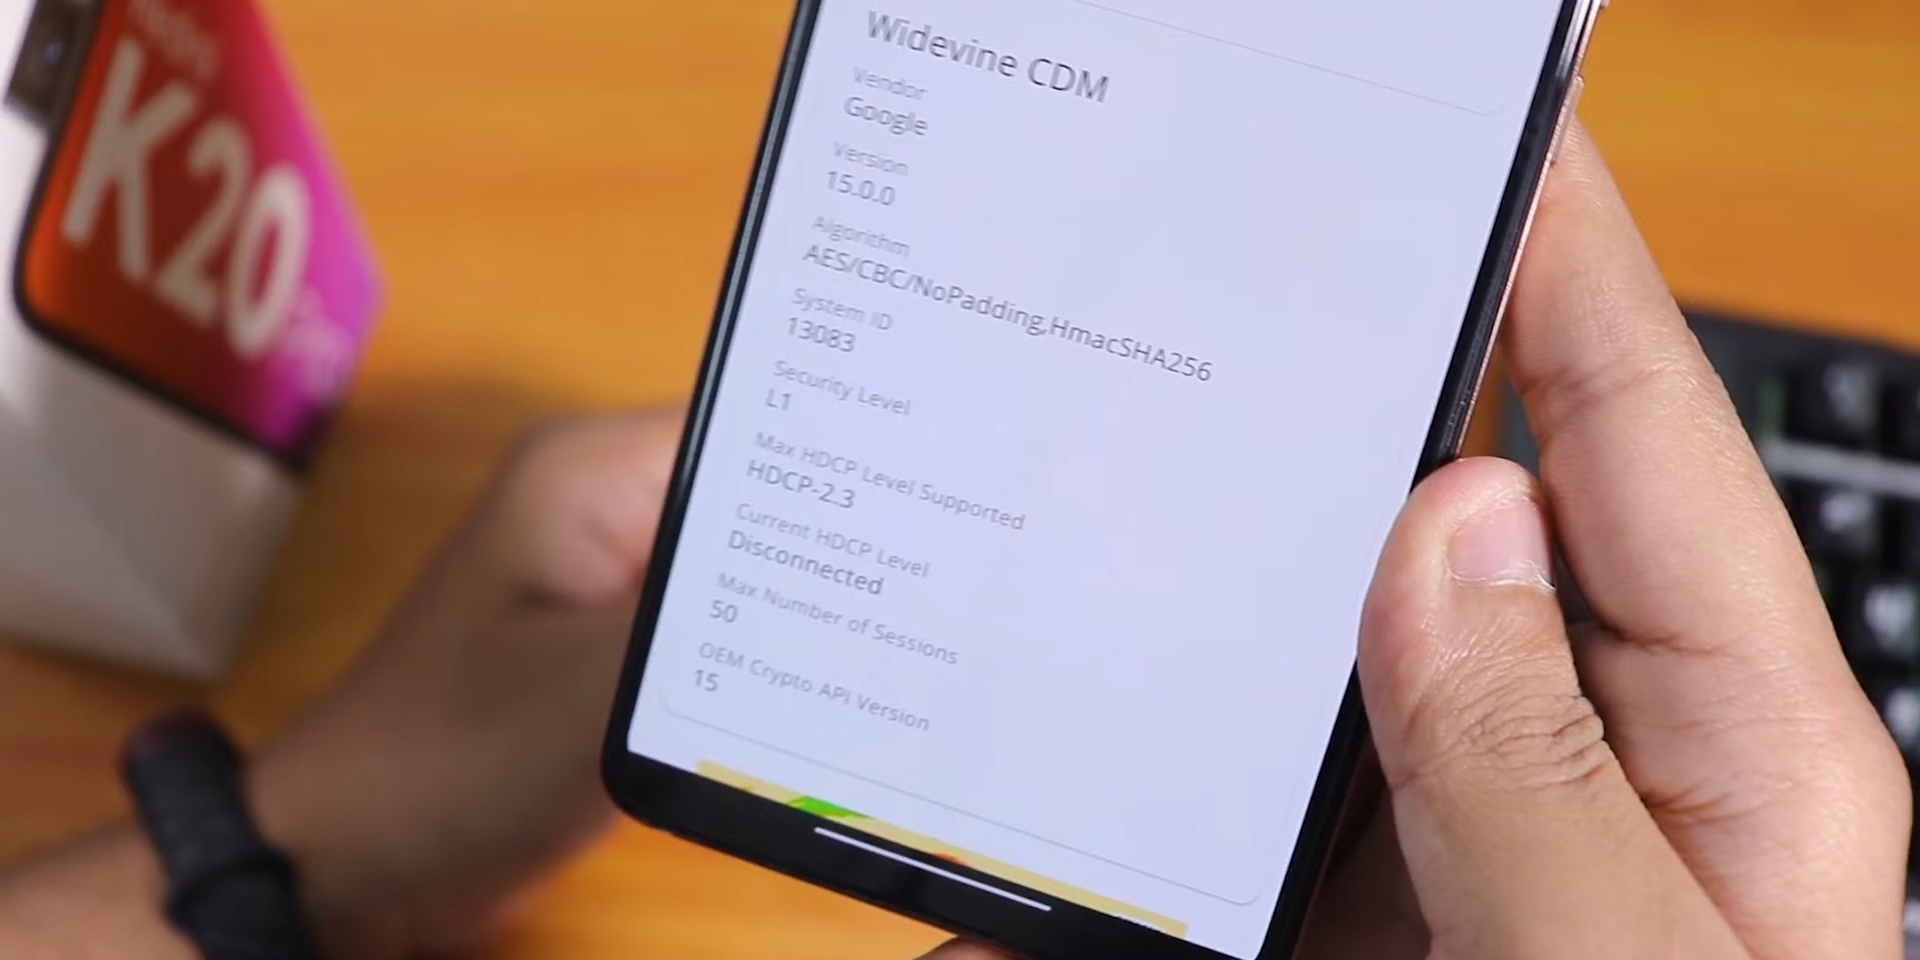 Redmi
K20
Pro
Widevine CDM
Vendor
Google
Version
15.0.0
Algorithm
AES/CBC/NoPadding,HmacSHA256
System ID
13083
Security Level
L1
Max HDCP Level Supported
HDCP-2.3
Current HDCP Level
Disconnected
Max Number of Sessions
50
OEM Crypto API Version
15